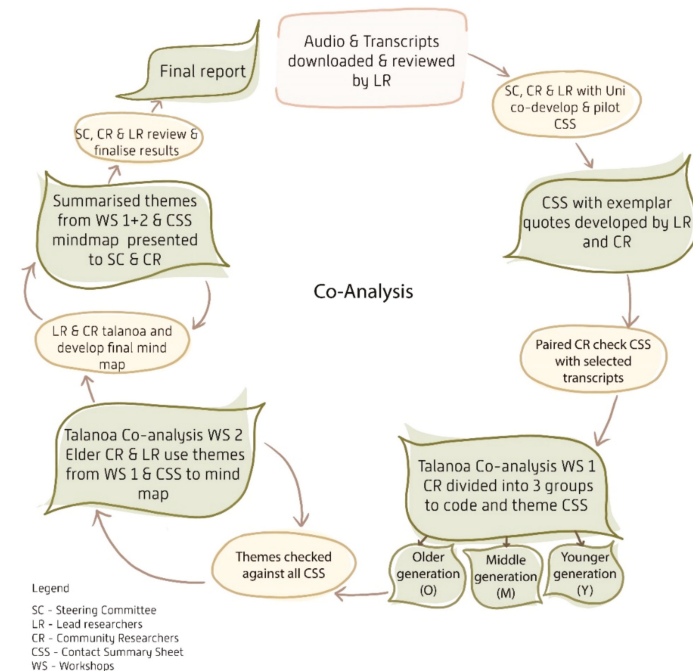 Audio & Transcripts
downloaded & reviewed
by LR
SC, CR & LR with Uni
co-develop & pilot
CSS
CSS with exemplar
quotes developed by LR
and CR
Paired CR check CSS
with selected
transcripts
Talanoa Co-analysis WS 1
CR divided into 3 groups
to code and theme CSS
Older
generation
(O)
Middle
generation
(M)
Younger
generation
(Y)
Themes checked
against all CSS
Talanoa Co-analysis WS 2
Elder CR & LR use themes
from WS 1 & CSS to mind
map
LR & CR talanoa and
develop final mind
map
Summarised themes
from WS 1+2 & CSS
mindmap presented
to SC & CR
SC, CR & LR review &
finalise results
Final report
Co-Analysis
Legend
SC - Steering Committee
LR - Lead researchers
CR - Community Researchers
CSS - Contact Summary Sheet
WS - Workshops